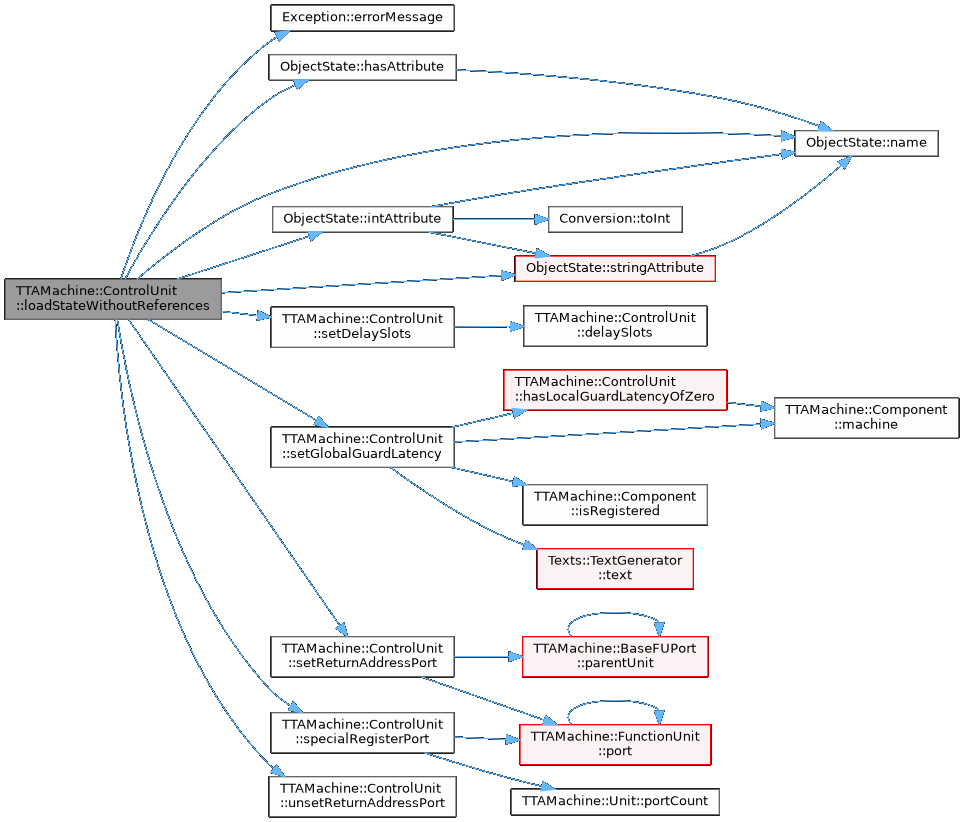 Exception::errorMessage
ObjectState::hasAttribute
ObjectState::name
ObjectState::intAttribute
Conversion::toInt
ObjectState::stringAttribute
TTAMachine::ControlUnit
::loadStateWithoutReferences
TTAMachine::ControlUnit
::setDelaySlots
TTAMachine::ControlUnit
::delaySlots
TTAMachine::ControlUnit
::hasLocalGuardLatencyOfZero
TTAMachine::Component
::machine
TTAMachine::ControlUnit
::setGlobalGuardLatency
TTAMachine::Component
::isRegistered
Texts::TextGenerator
::text
TTAMachine::ControlUnit
::setReturnAddressPort
TTAMachine::BaseFUPort
::parentUnit
TTAMachine::ControlUnit
::specialRegisterPort
TTAMachine::FunctionUnit
::port
TTAMachine::ControlUnit
::unsetReturnAddressPort
TTAMachine::Unit::portCount